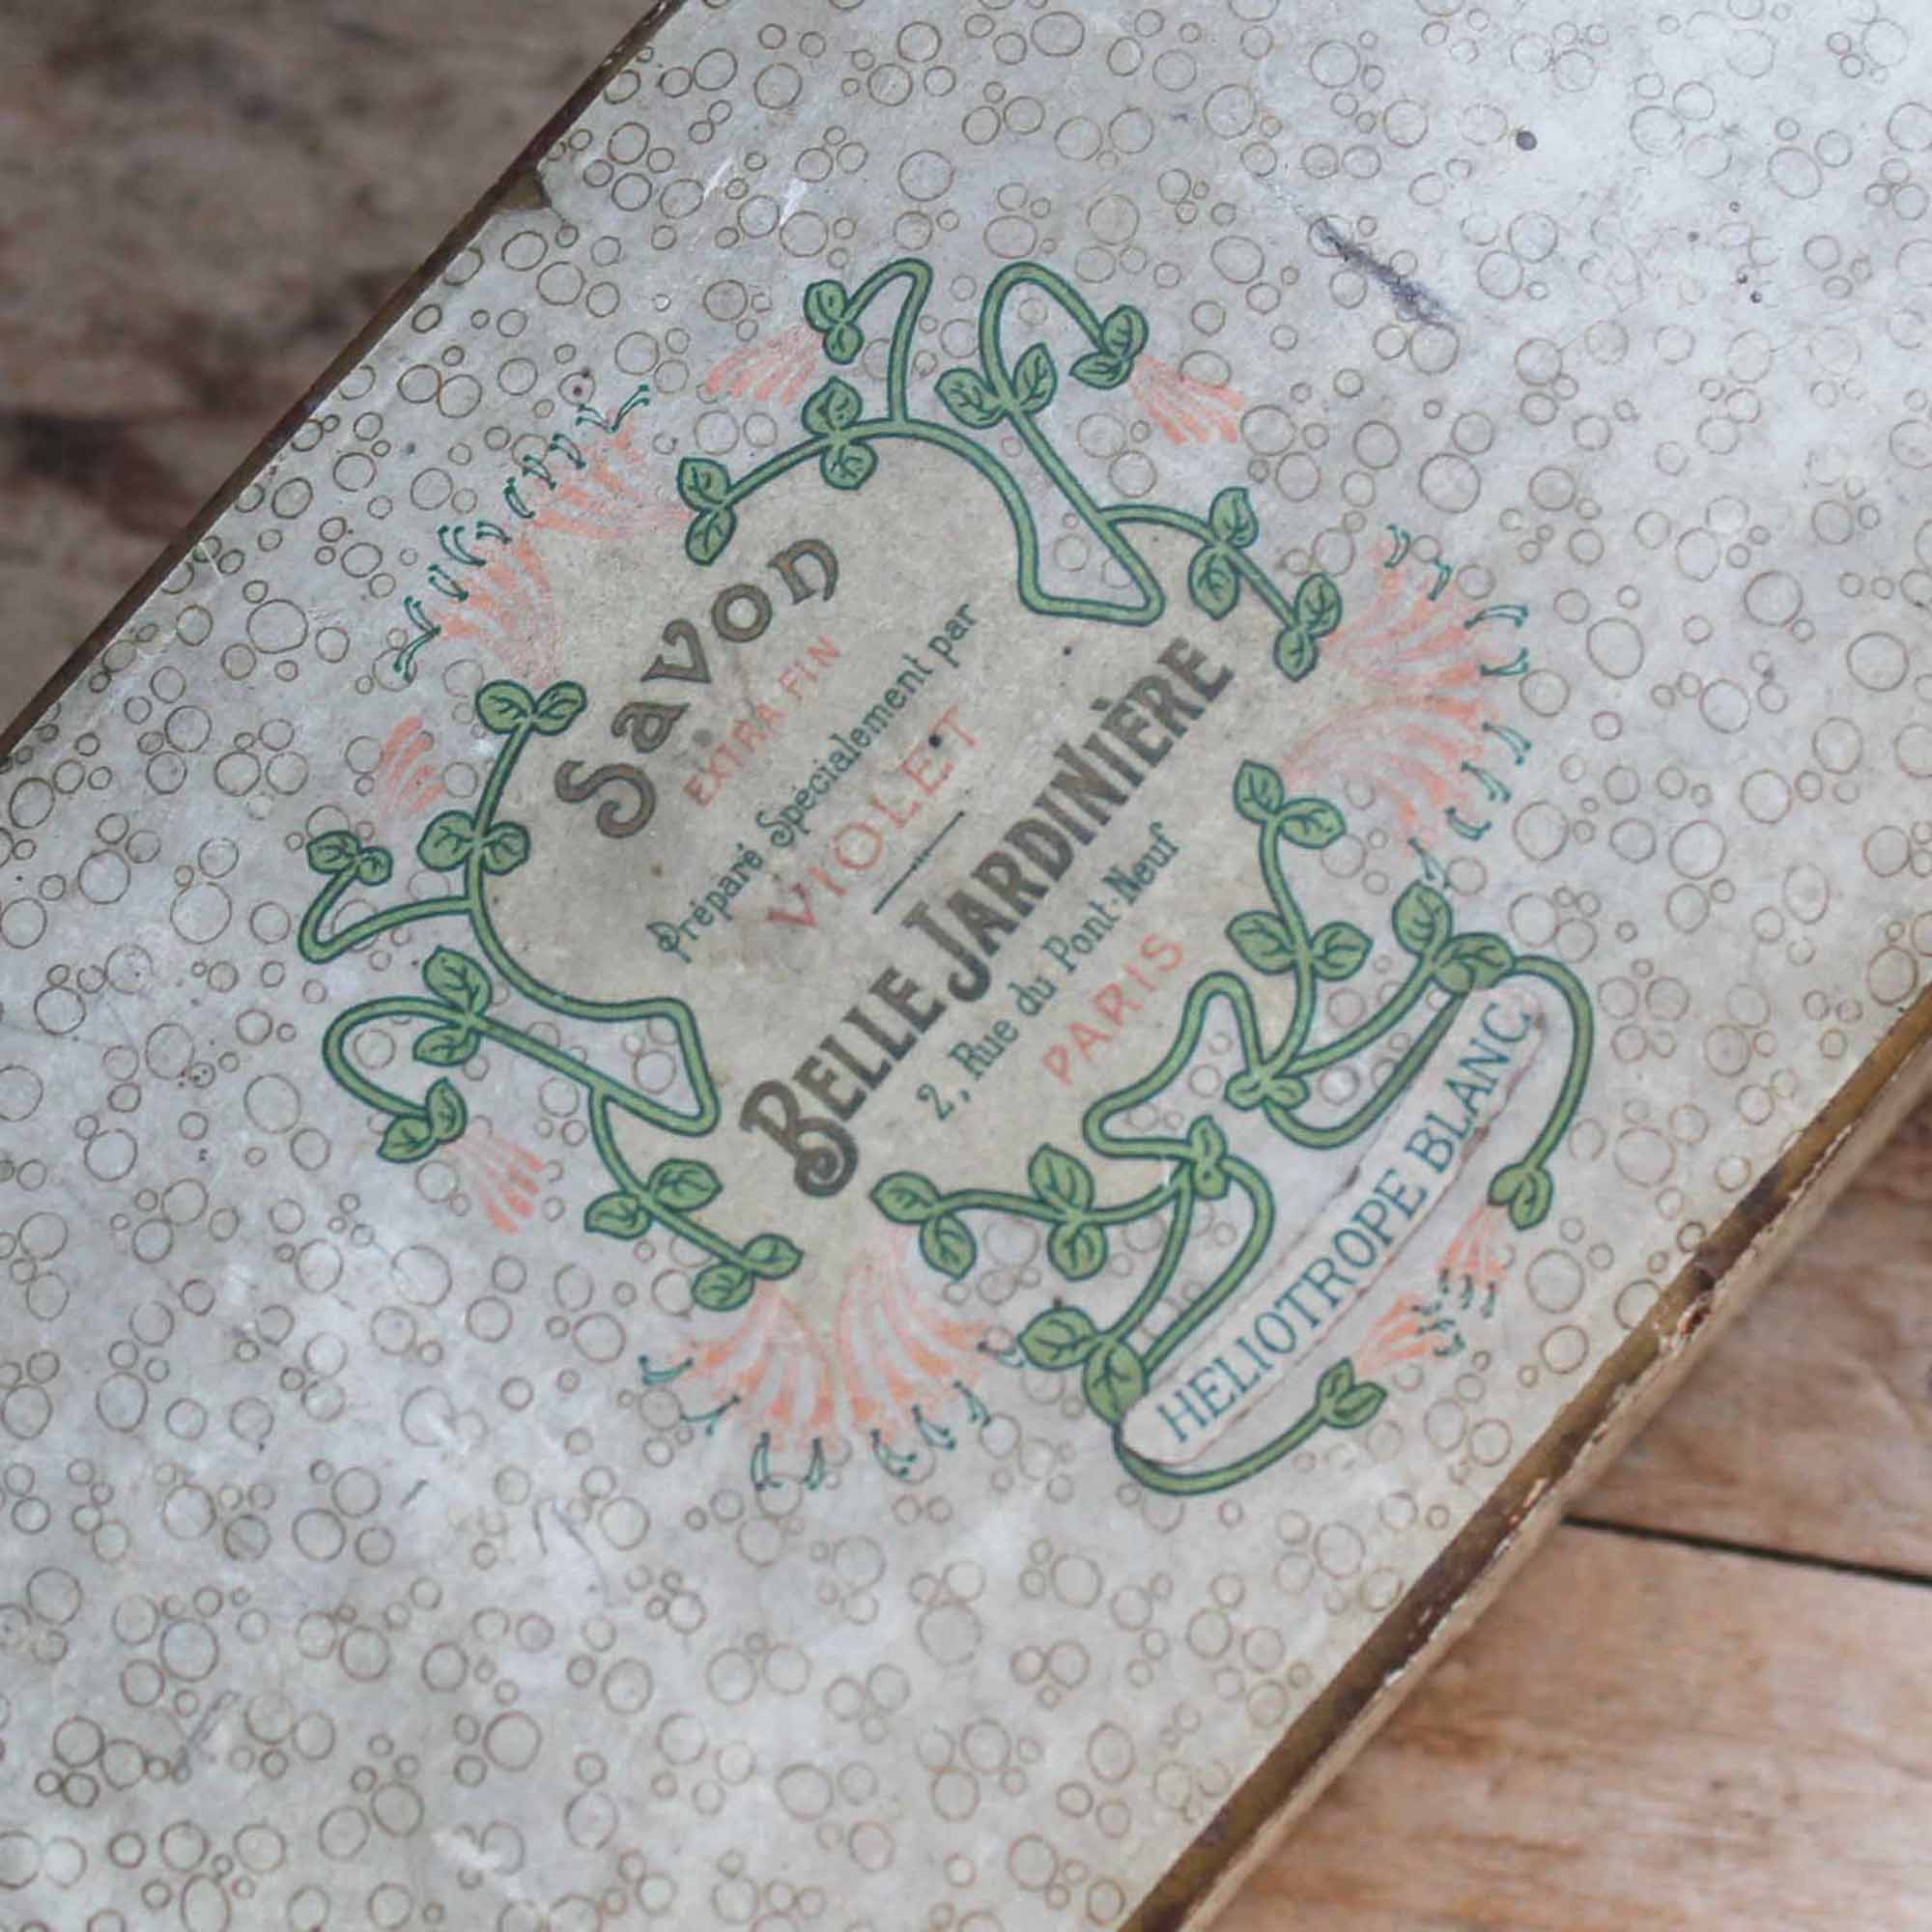 Savon
EXTRA FIN
Préparé Spécialement par
VIOLET
BELLE JARDINIÈRE
2, Rue du Pont-Neuf
PARIS
HELIOTROPE BLANC